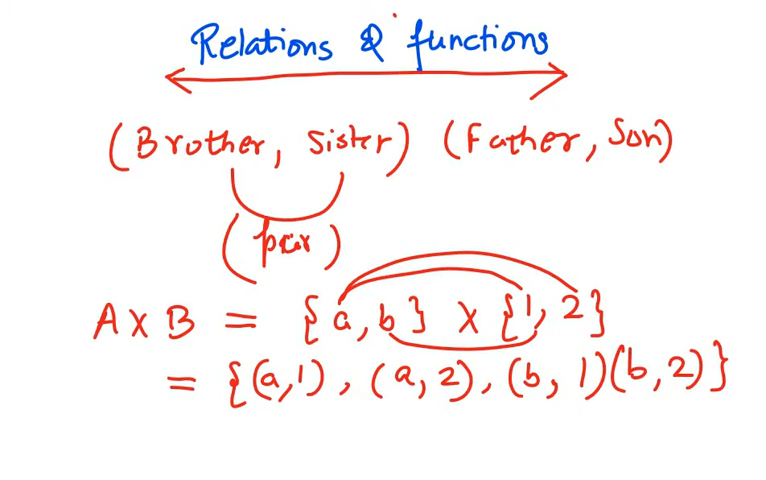 Relations & functions
(Brother, Sister) (Father, Son)
(pair)
A x B = {a, b} x {1, 2}
= {(a,1), (a, 2), (b, 1)(b, 2)}